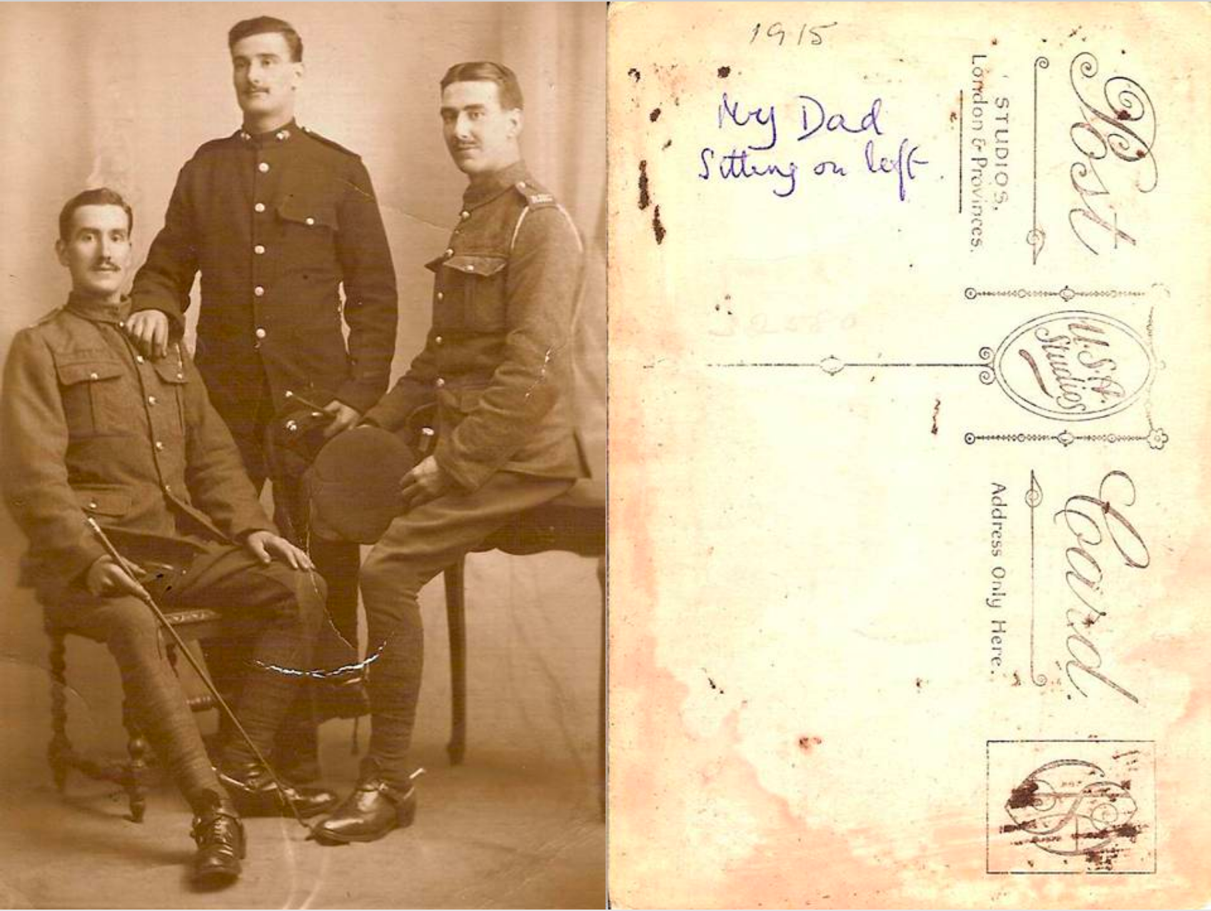 1915
My Dad
Sitting on left
Post
Card
STUDIOS,
London & Provinces.
U.S.A
Studios
Address Only Here.